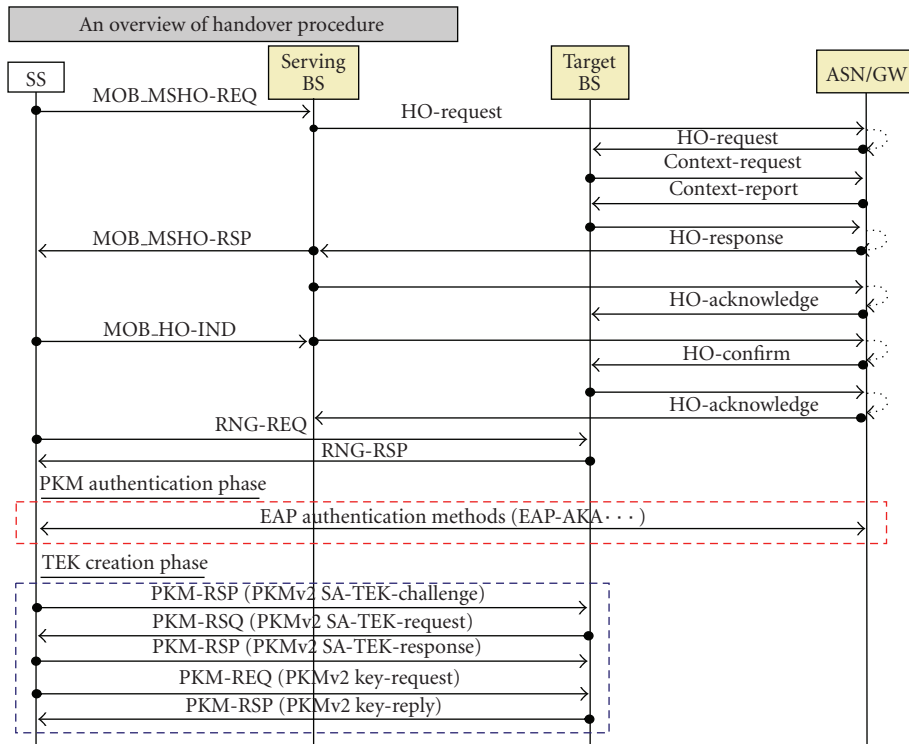 An overview of handover procedure
SS
Serving
BS
Target
BS
ASN/GW
MOB_MSHO-REQ
HO-request
HO-request
Context-request
Context-report
MOB_MSHO-RSP
HO-response
HO-acknowledge
MOB_HO-IND
HO-confirm
HO-acknowledge
RNG-REQ
RNG-RSP
PKM authentication phase
EAP authentication methods (EAP-AKA· · · )
TEK creation phase
PKM-RSP (PKMv2 SA-TEK-challenge)
PKM-RSQ (PKMv2 SA-TEK-request)
PKM-RSP (PKMv2 SA-TEK-response)
PKM-REQ (PKMv2 key-request)
PKM-RSP (PKMv2 key-reply)